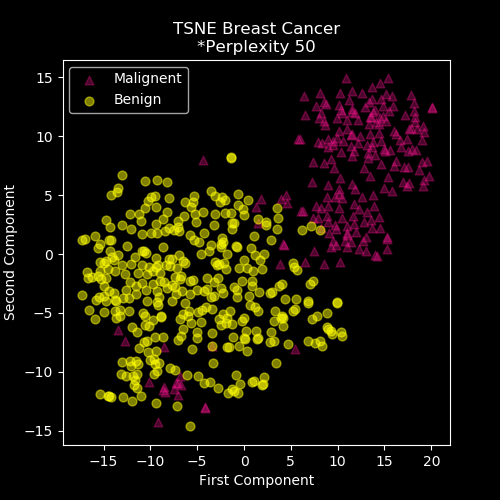 TSNE Breast Cancer
*Perplexity 50
Malignent
Benign
15
10
5
0
−5
−10
−15
Second Component
−15 −10 −5 0 5 10 15 20
First Component